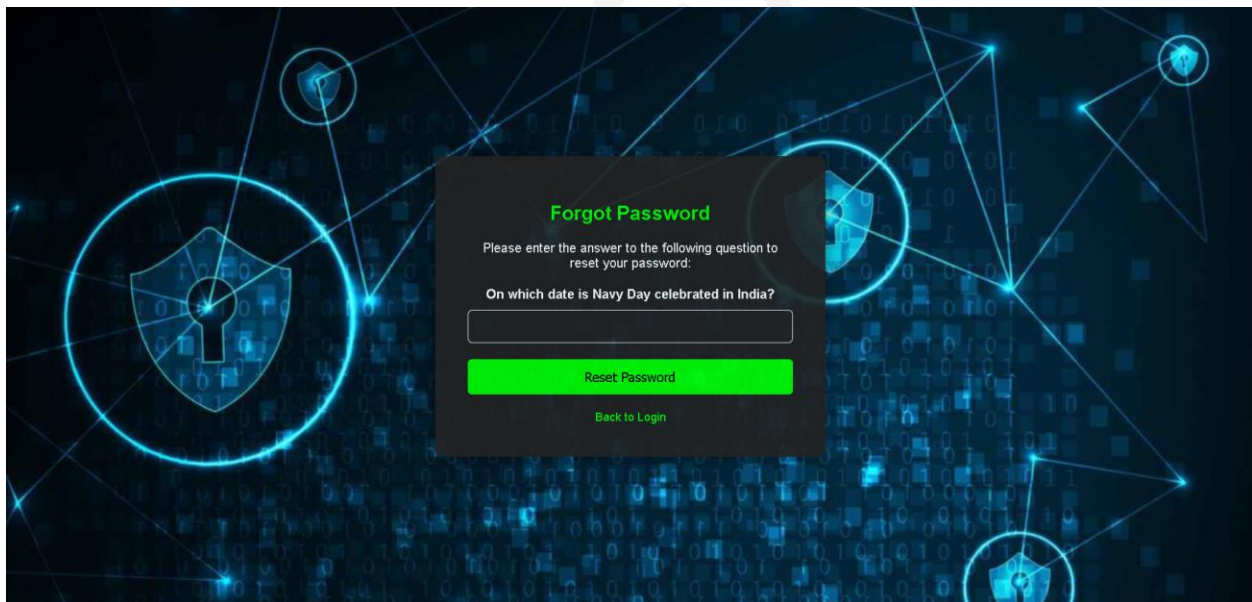 Forgot Password
Please enter the answer to the following question to
reset your password:
On which date is Navy Day celebrated in India?
Reset Password
Back to Login